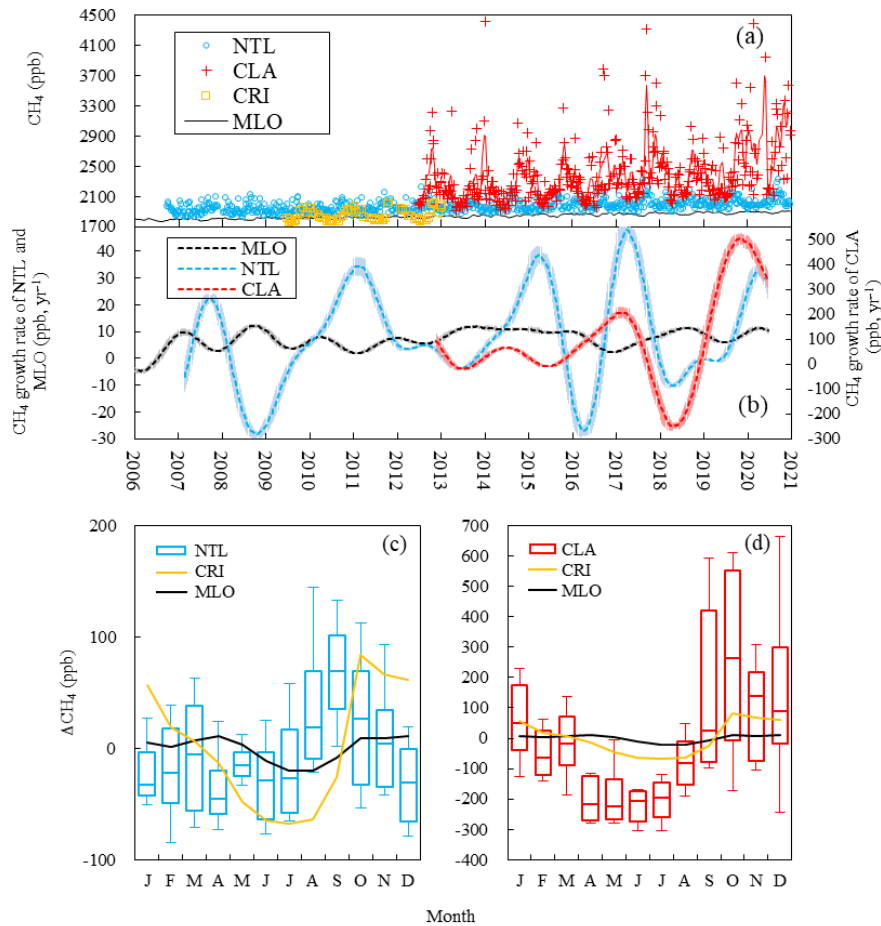 4500
4100
3700
3300
2900
2500
2100
1700
CH₄ (ppb)
NTL
CLA
CRI
MLO
(a)
40
30
20
10
0
-10
-20
-30
CH₄ growth rate of NTL and
MLO (ppb, yr⁻¹)
MLO
NTL
CLA
(b)
500
400
300
200
100
0
-100
-200
-300
CH₄ growth rate of CLA
(ppb, yr⁻¹)
2006 2007 2008 2009 2010 2011 2012 2013 2014 2015 2016 2017 2018 2019 2020 2021
200
100
0
-100
ΔCH₄ (ppb)
NTL
CRI
MLO
(c)
J F M A M J J A S O N D
700
600
500
400
300
200
100
0
-100
-200
-300
-400
CLA
CRI
MLO
(d)
J F M A M J J A S O N D
Month